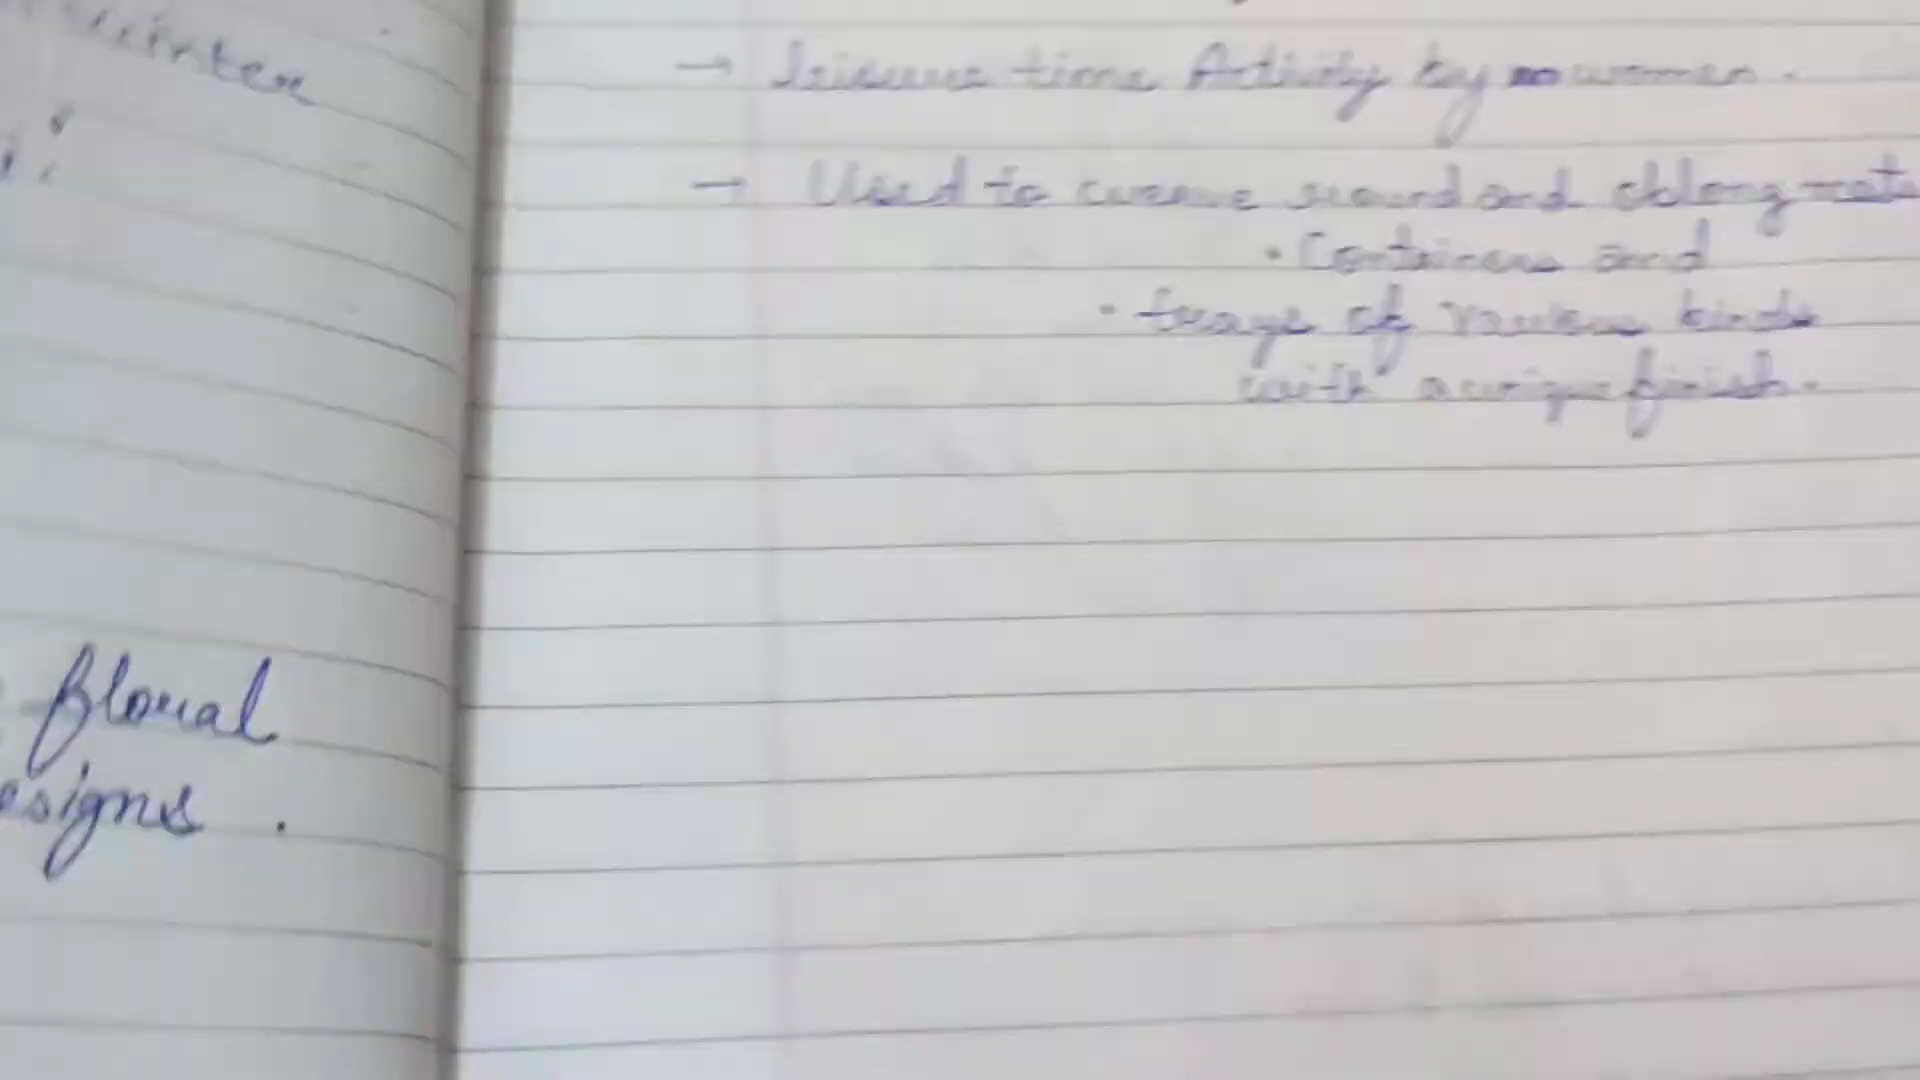 winter
floral
esigns .
→ leisure time Activity by women .
→ Used to weave round and oblong
• Containers and
• trays of various kinds
with a unique finish .